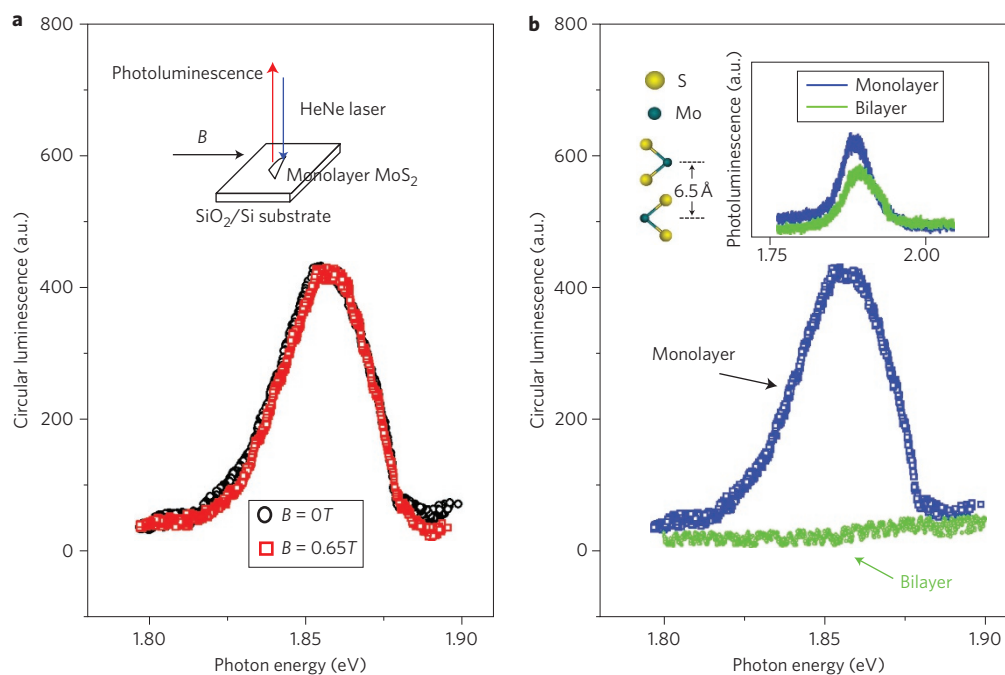 a
800
600
400
200
0
Circular luminescence (a.u.)
Photoluminescence
HeNe laser
B
Monolayer MoS2
SiO2/Si substrate
B = 0T
B = 0.65T
1.80
1.85
1.90
Photon energy (eV)
b
800
600
400
200
0
Circular luminescence (a.u.)
S
Mo
6.5 Å
Photoluminescence (a.u.)
Monolayer
Bilayer
1.75
2.00
Monolayer
Bilayer
1.80
1.85
1.90
Photon energy (eV)